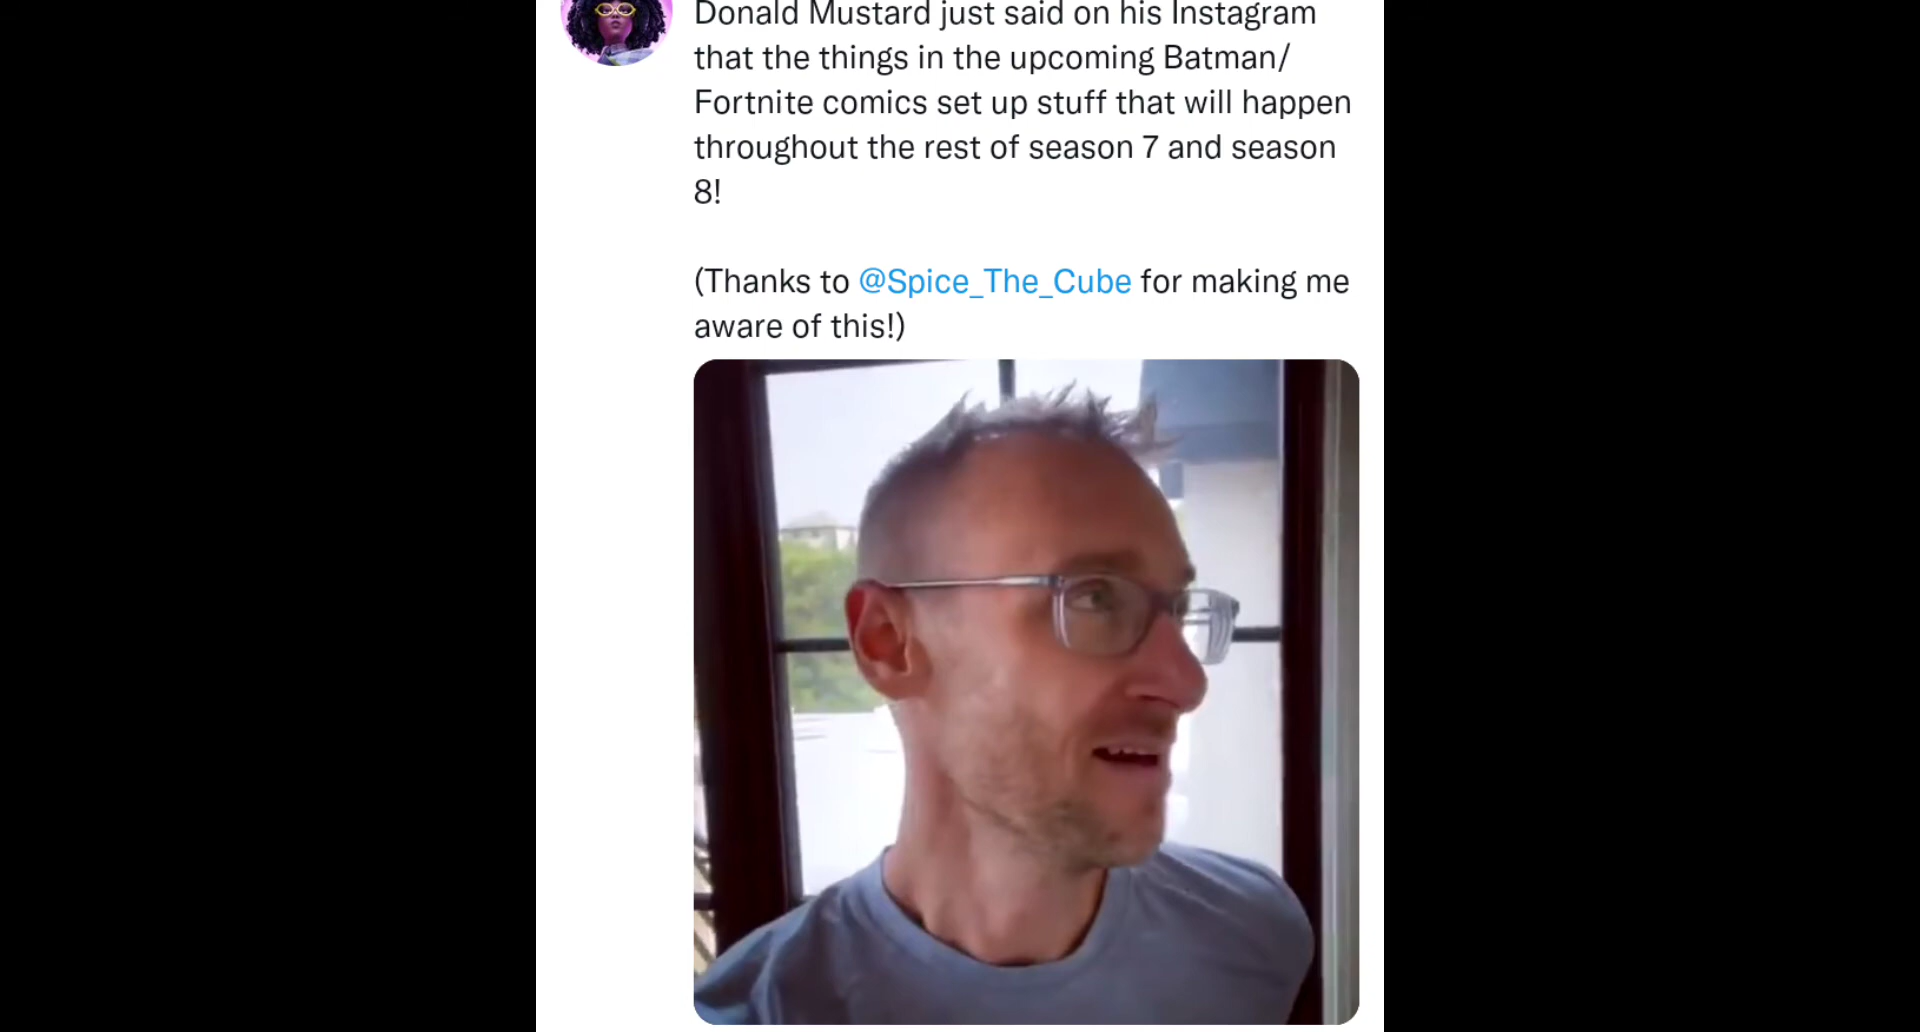 Donald Mustard just said on his Instagram
that the things in the upcoming Batman/
Fortnite comics set up stuff that will happen
throughout the rest of season 7 and season
8!
(Thanks to @Spice_The_Cube for making me
aware of this!)